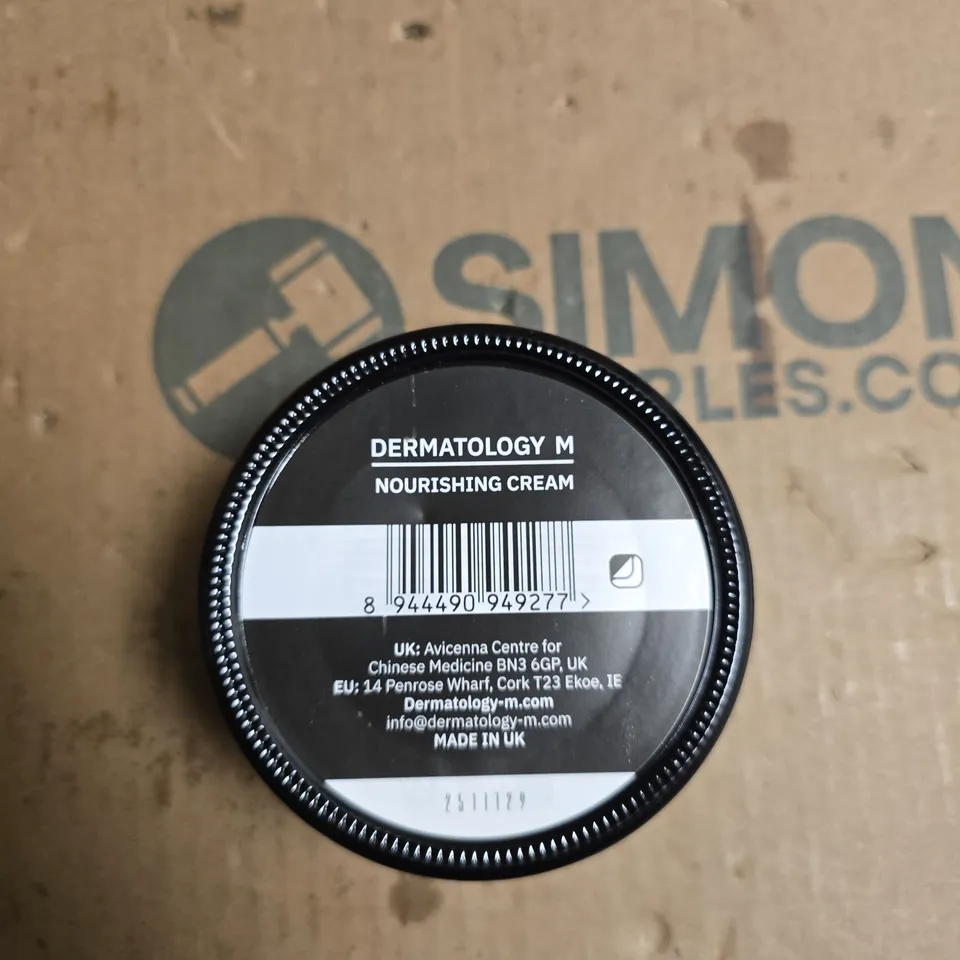 SIMON
PLES.CO
DERMATOLOGY M
NOURISHING CREAM
8 944490 949277 >
UK: Avicenna Centre for
Chinese Medicine BN3 6GP, UK
EU: 14 Penrose Wharf, Cork T23 Ekoe, IE
Dermatology-m.com
info@dermatology-m.com
MADE IN UK
2511129